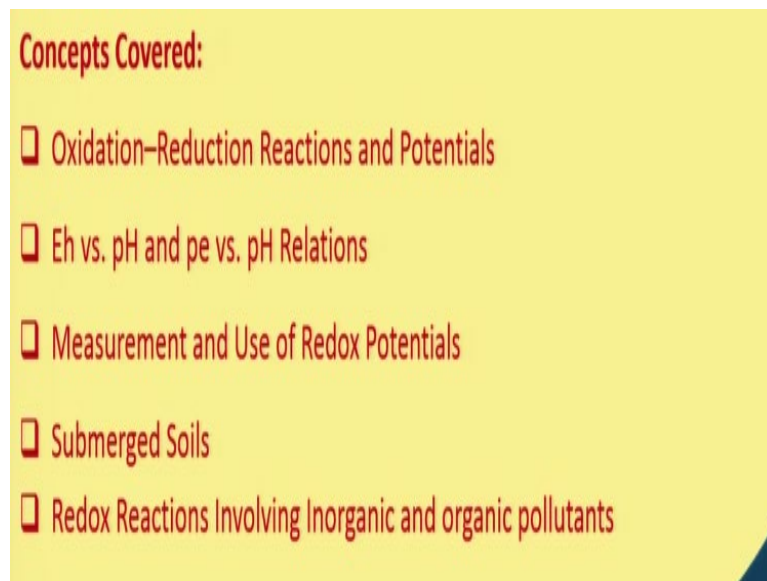 Concepts Covered:
❑ Oxidation–Reduction Reactions and Potentials
❑ Eh vs. pH and pe vs. pH Relations
❑ Measurement and Use of Redox Potentials
❑ Submerged Soils
❑ Redox Reactions Involving Inorganic and organic pollutants